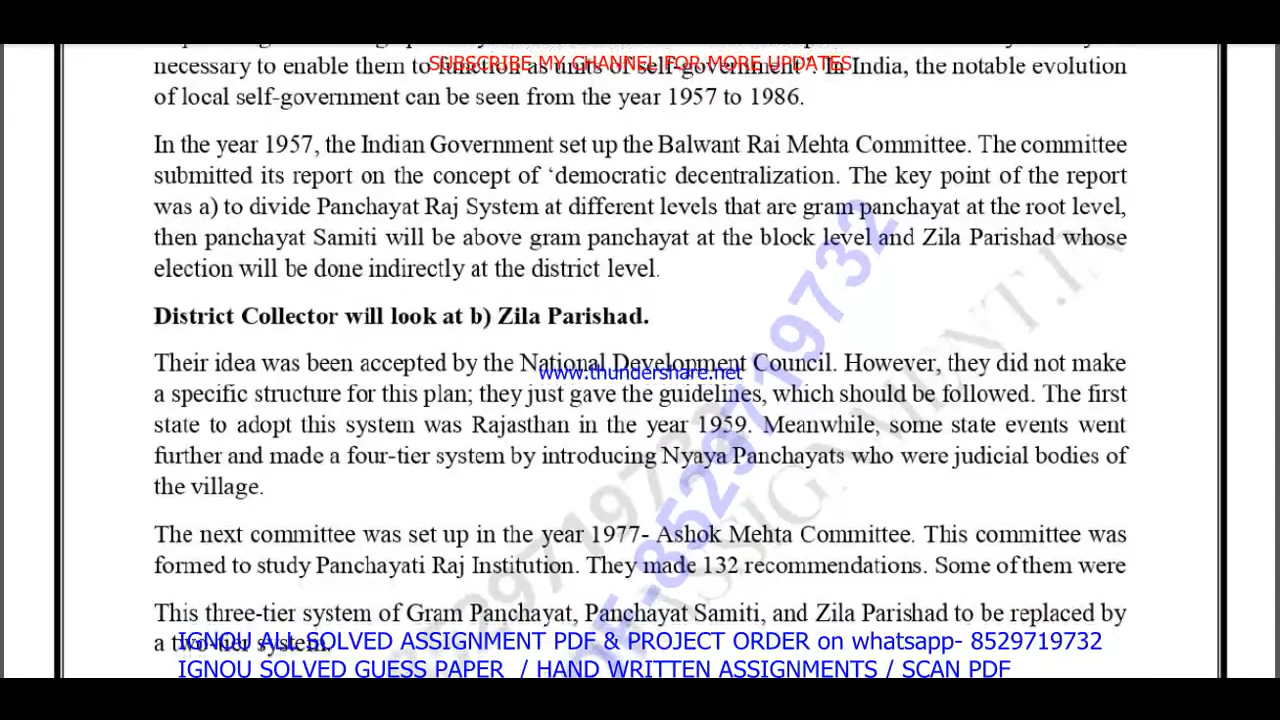 SUBSCRIBE MY CHANNEL FOR MORE UPDATES
necessary to enable them to function as units of self-government". In India, the notable evolution
of local self-government can be seen from the year 1957 to 1986.
In the year 1957, the Indian Government set up the Balwant Rai Mehta Committee. The committee
submitted its report on the concept of ‘democratic decentralization. The key point of the report
was a) to divide Panchayat Raj System at different levels that are gram panchayat at the root level,
then panchayat Samiti will be above gram panchayat at the block level and Zila Parishad whose
election will be done indirectly at the district level.
District Collector will look at b) Zila Parishad.
Their idea was been accepted by the National Development Council. However, they did not make
www.thundershare.net
a specific structure for this plan; they just gave the guidelines, which should be followed. The first
state to adopt this system was Rajasthan in the year 1959. Meanwhile, some state events went
further and made a four-tier system by introducing Nyaya Panchayats who were judicial bodies of
the village.
The next committee was set up in the year 1977- Ashok Mehta Committee. This committee was
formed to study Panchayati Raj Institution. They made 132 recommendations. Some of them were
This three-tier system of Gram Panchayat, Panchayat Samiti, and Zila Parishad to be replaced by
a two-tier system.
IGNOU ALL SOLVED ASSIGNMENT PDF & PROJECT ORDER on whatsapp- 8529719732
IGNOU SOLVED GUESS PAPER / HAND WRITTEN ASSIGNMENTS / SCAN PDF
PDF-8529719732
8529719732
ASSIGNMENT.IN